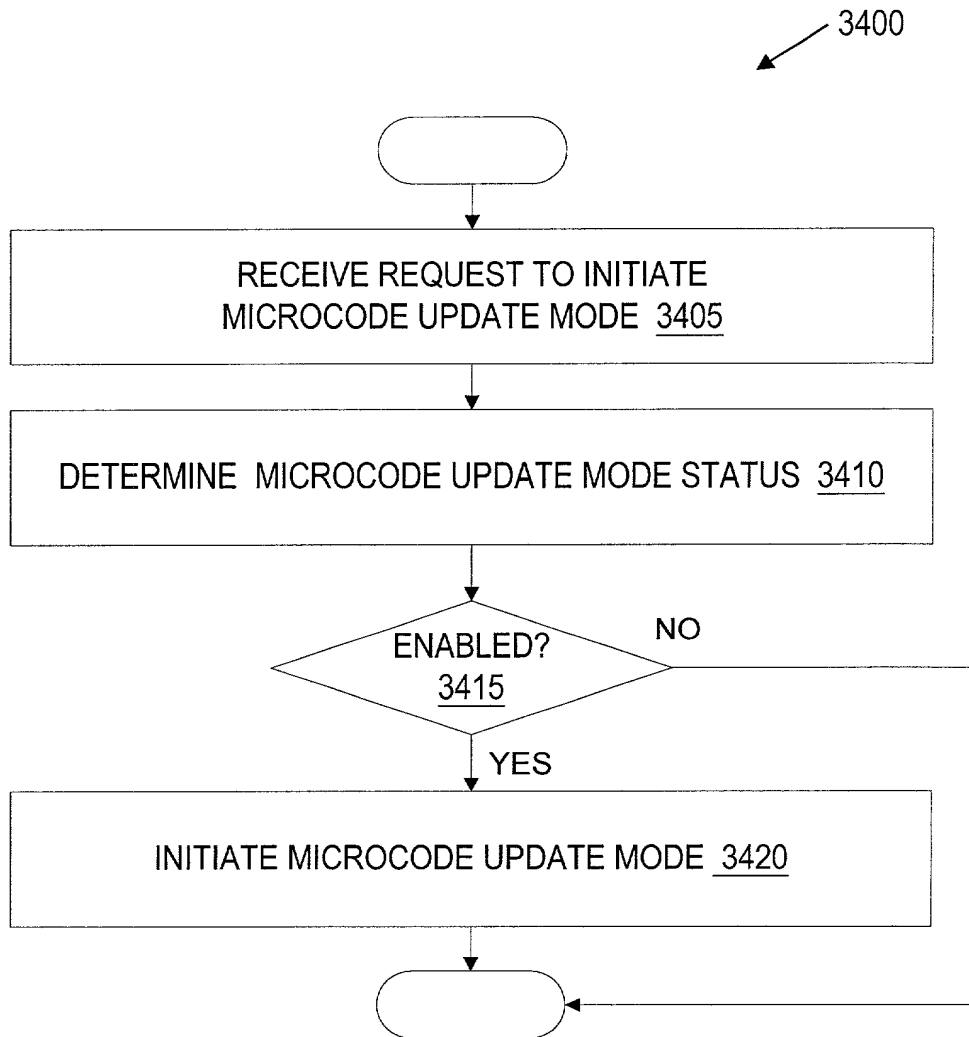 3400
RECEIVE REQUEST TO INITIATE
MICROCODE UPDATE MODE 3405
DETERMINE MICROCODE UPDATE MODE STATUS 3410
ENABLED?
3415
NO
YES
INITIATE MICROCODE UPDATE MODE 3420